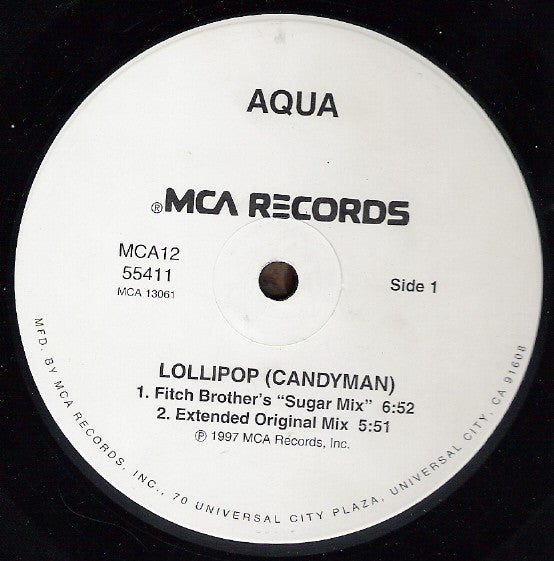 AQUA
®MCA RECORDS
MCA12
55411
MCA 13061
Side 1
LOLLIPOP (CANDYMAN)
1. Fitch Brother's “Sugar Mix” 6:52
2. Extended Original Mix 5:51
℗ 1997 MCA Records, Inc.
MFD. BY MCA RECORDS, INC., 70 UNIVERSAL CITY PLAZA, UNIVERSAL CITY, CA 91608